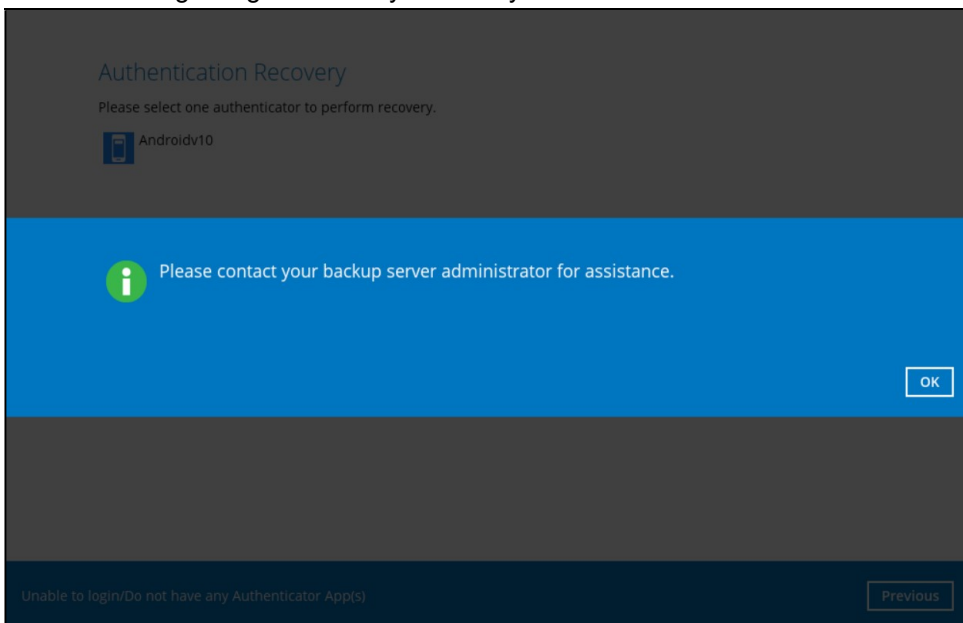 Authentication Recovery
Please select one authenticator to perform recovery.
Androidv10
Please contact your backup server administrator for assistance.
OK
Unable to login/Do not have any Authenticator App(s)
Previous